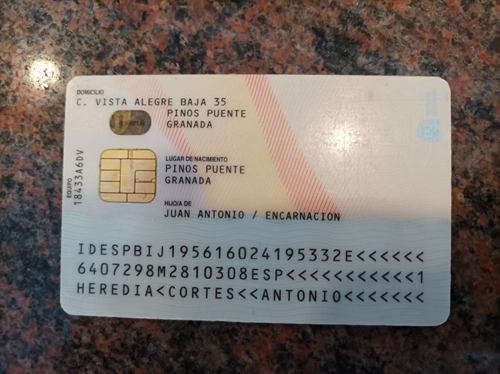 DOMICILIO
C. VISTA ALEGRE BAJA 35
PINOS PUENTE
GRANADA
LUGAR DE NACIMIENTO
PINOS PUENTE
GRANADA
HIJO/A DE
JUAN ANTONIO / ENCARNACION
EQUIPO
18433A6DV
IDESPBIJ195616024195332E<<<<<<
6407298M2810308ESP<<<<<<<<<<<1
HEREDIA<CORTES<<ANTONIO<<<<<<<